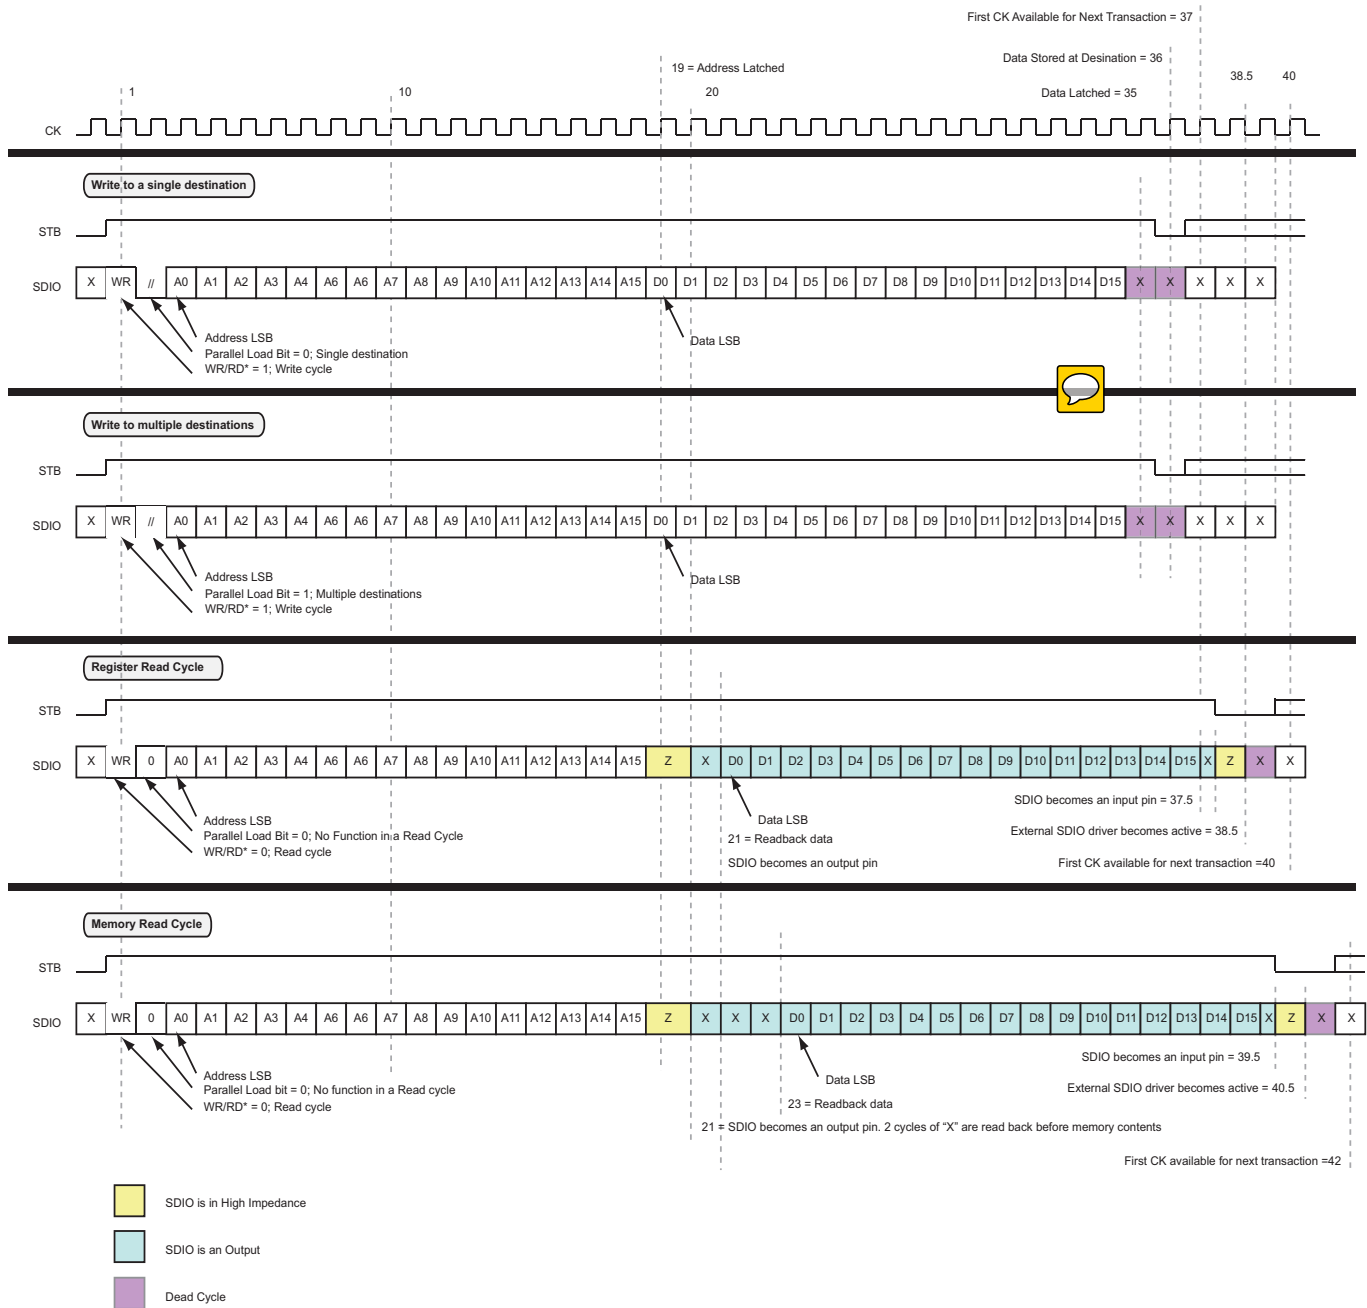 First CK Available for Next Transaction = 37
Data Stored at Desination = 36
19 = Address Latched
38.5 40
1 10 20 Data Latched = 35
CK
Write to a single destination
STB
SDIO X WR // A0 A1 A2 A3 A4 A6 A6 A7 A8 A9 A10 A11 A12 A13 A14 A15 D0 D1 D2 D3 D4 D5 D6 D7 D8 D9 D10 D11 D12 D13 D14 D15 X X X X X
Address LSB
Data LSB
Parallel Load Bit = 0; Single destination
WR/RD* = 1; Write cycle
Write to multiple destinations
STB
SDIO X WR // A0 A1 A2 A3 A4 A6 A6 A7 A8 A9 A10 A11 A12 A13 A14 A15 D0 D1 D2 D3 D4 D5 D6 D7 D8 D9 D10 D11 D12 D13 D14 D15 X X X X X
Address LSB
Data LSB
Parallel Load Bit = 1; Multiple destinations
WR/RD* = 1; Write cycle
Register Read Cycle
STB
SDIO X WR 0 A0 A1 A2 A3 A4 A6 A6 A7 A8 A9 A10 A11 A12 A13 A14 A15 Z X D0 D1 D2 D3 D4 D5 D6 D7 D8 D9 D10 D11 D12 D13 D14 D15 X Z X X
SDIO becomes an input pin = 37.5
Address LSB
Data LSB
Parallel Load Bit = 0; No Function in a Read Cycle
External SDIO driver becomes active = 38.5
21 = Readback data
WR/RD* = 0; Read cycle
SDIO becomes an output pin
First CK available for next transaction =40
Memory Read Cycle
STB
SDIO X WR 0 A0 A1 A2 A3 A4 A6 A6 A7 A8 A9 A10 A11 A12 A13 A14 A15 Z X X X D0 D1 D2 D3 D4 D5 D6 D7 D8 D9 D10 D11 D12 D13 D14 D15 X Z X X
SDIO becomes an input pin = 39.5
Address LSB
Data LSB
Parallel Load bit = 0; No function in a Read cycle
External SDIO driver becomes active = 40.5
WR/RD* = 0; Read cycle
23 = Readback data
21 = SDIO becomes an output pin. 2 cycles of “X” are read back before memory contents
First CK available for next transaction =42
SDIO is in High Impedance
SDIO is an Output
Dead Cycle